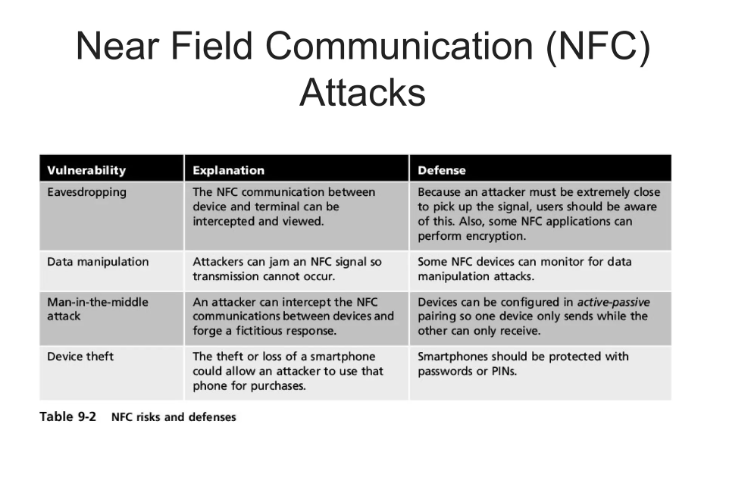 Near Field Communication (NFC)
Attacks
Vulnerability Explanation Defense
Eavesdropping
The NFC communication between
device and terminal can be
intercepted and viewed.
Because an attacker must be extremely close
to pick up the signal, users should be aware
of this. Also, some NFC applications can
perform encryption.
Data manipulation
Attackers can jam an NFC signal so
transmission cannot occur.
Some NFC devices can monitor for data
manipulation attacks.
Man-in-the-middle
attack
An attacker can intercept the NFC
communications between devices and
forge a fictitious response.
Devices can be configured in active-passive
pairing so one device only sends while the
other can only receive.
Device theft
The theft or loss of a smartphone
could allow an attacker to use that
phone for purchases.
Smartphones should be protected with
passwords or PINs.
Table 9-2 NFC risks and defenses